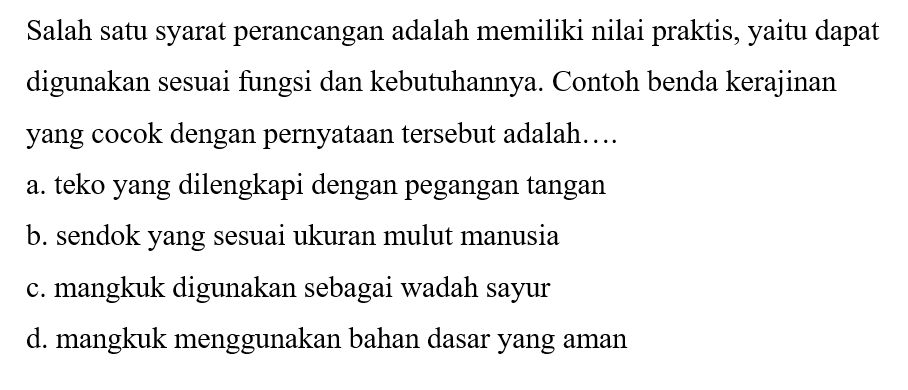 Salah satu syarat perancangan adalah memiliki nilai praktis, yaitu dapat
digunakan sesuai fungsi dan kebutuhannya. Contoh benda kerajinan
yang cocok dengan pernyataan tersebut adalah….
a. teko yang dilengkapi dengan pegangan tangan
b. sendok yang sesuai ukuran mulut manusia
c. mangkuk digunakan sebagai wadah sayur
d. mangkuk menggunakan bahan dasar yang aman